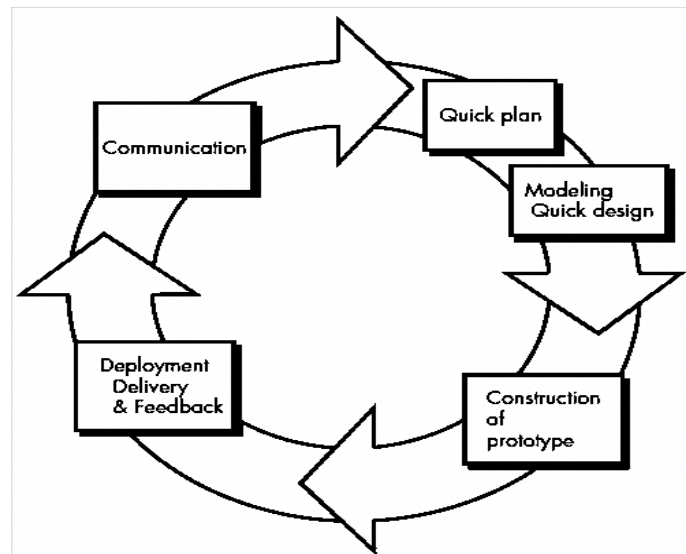 Communication
Quick plan
Modeling
Quick design
Construction
of
prototype
Deployment
Delivery
& Feedback